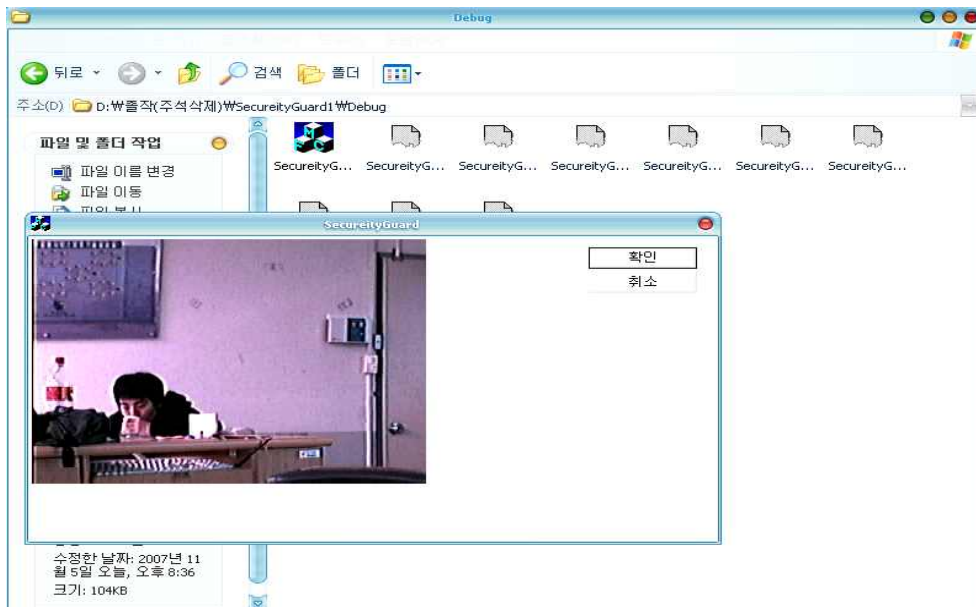 Debug
뒤로
검색
폴더
주소(D)
D:\졸작(주석삭제)\SecureityGuard1\Debug
파일 및 폴더 작업
SecureityG...
SecureityG...
SecureityG...
SecureityG...
SecureityG...
SecureityG...
SecureityG...
파일 이름 변경
파일 이동
SecureityGuard
확인
취소
수정한 날짜: 2007년 11
월 5일 오늘, 오후 8:36
크기: 104KB